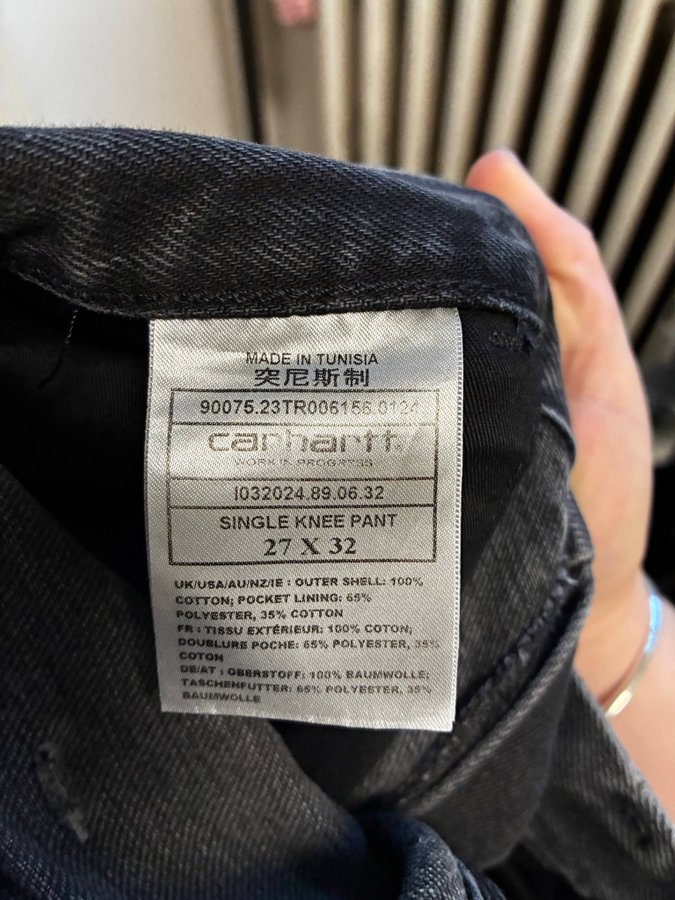 MADE IN TUNISIA
突尼斯制
90075.23TR006156.0124
carhartt
WORK IN PROGRESS
I032024.89.06.32
SINGLE KNEE PANT
27 X 32
UK/USA/AU/NZ/IE : OUTER SHELL: 100%
COTTON; POCKET LINING: 65%
POLYESTER, 35% COTTON
FR : TISSU EXTÉRIEUR: 100% COTON;
DOUBLURE POCHE: 65% POLYESTER, 35%
COTON
DE/AT : OBERSTOFF: 100% BAUMWOLLE;
TASCHENFUTTER: 65% POLYESTER, 35%
BAUMWOLLE